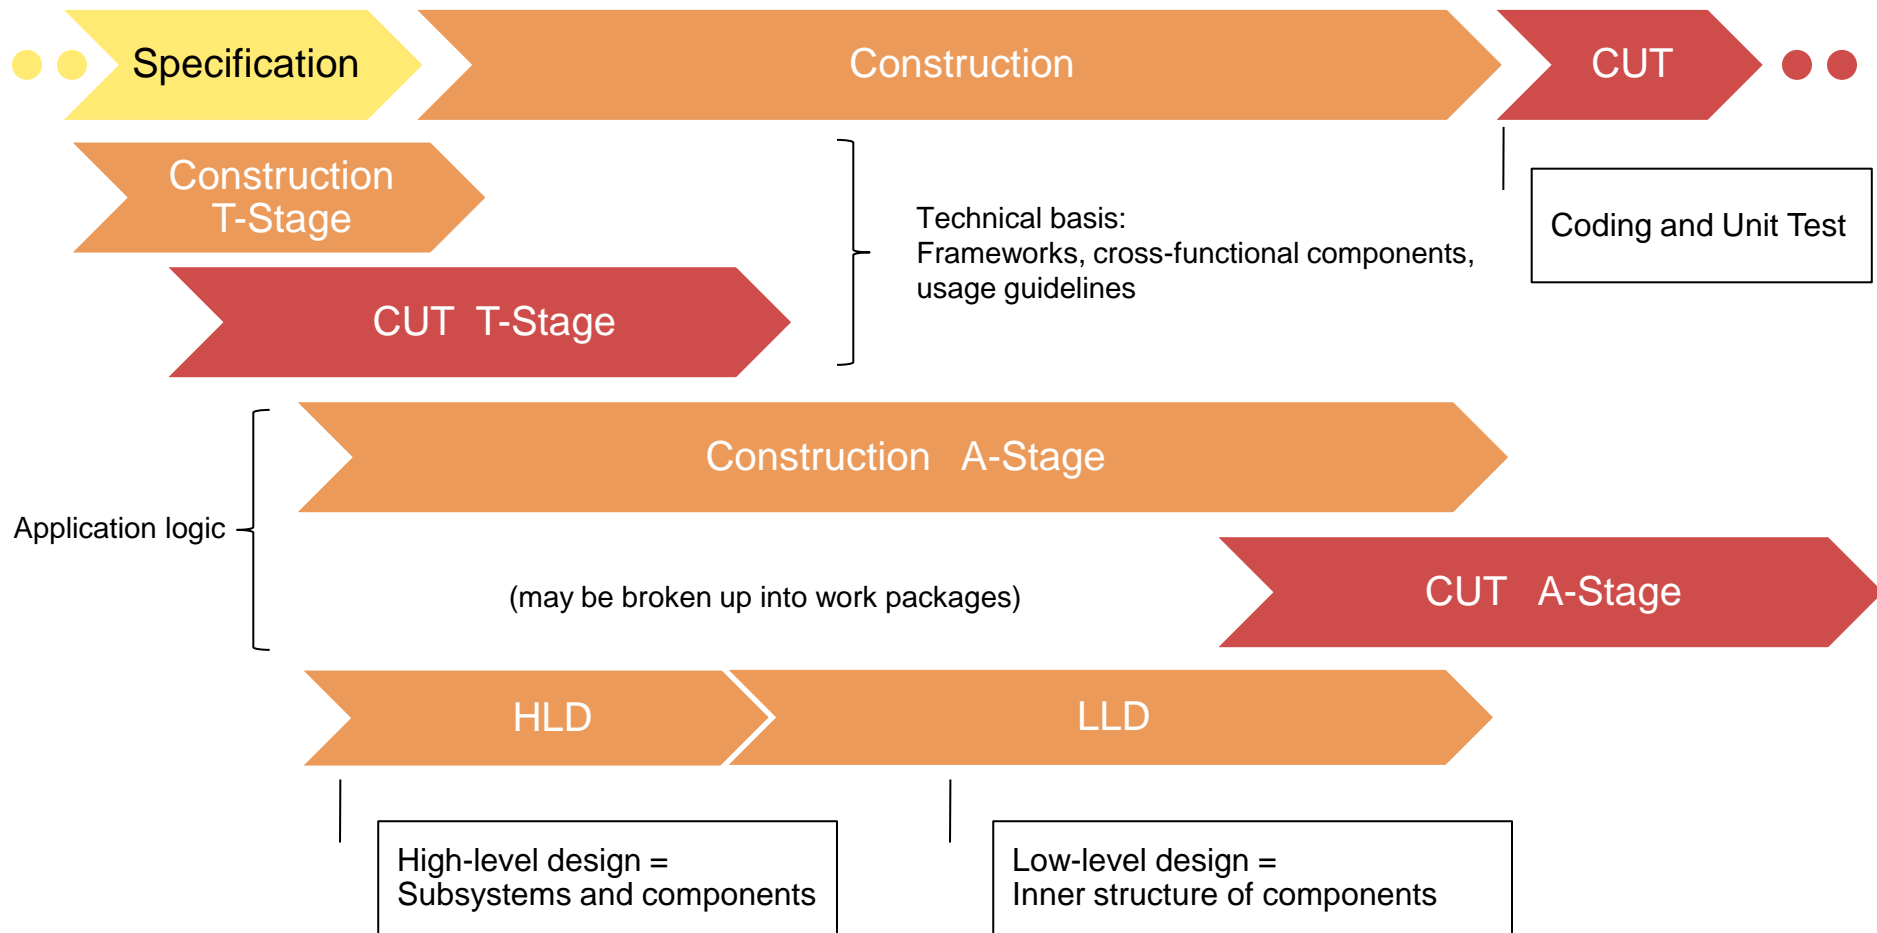 Specification
Construction
CUT
Construction
T-Stage
Technical basis:
Frameworks, cross-functional components,
usage guidelines
Coding and Unit Test
CUT T-Stage
Construction A-Stage
Application logic
(may be broken up into work packages)
CUT A-Stage
HLD
LLD
High-level design =
Subsystems and components
Low-level design =
Inner structure of components